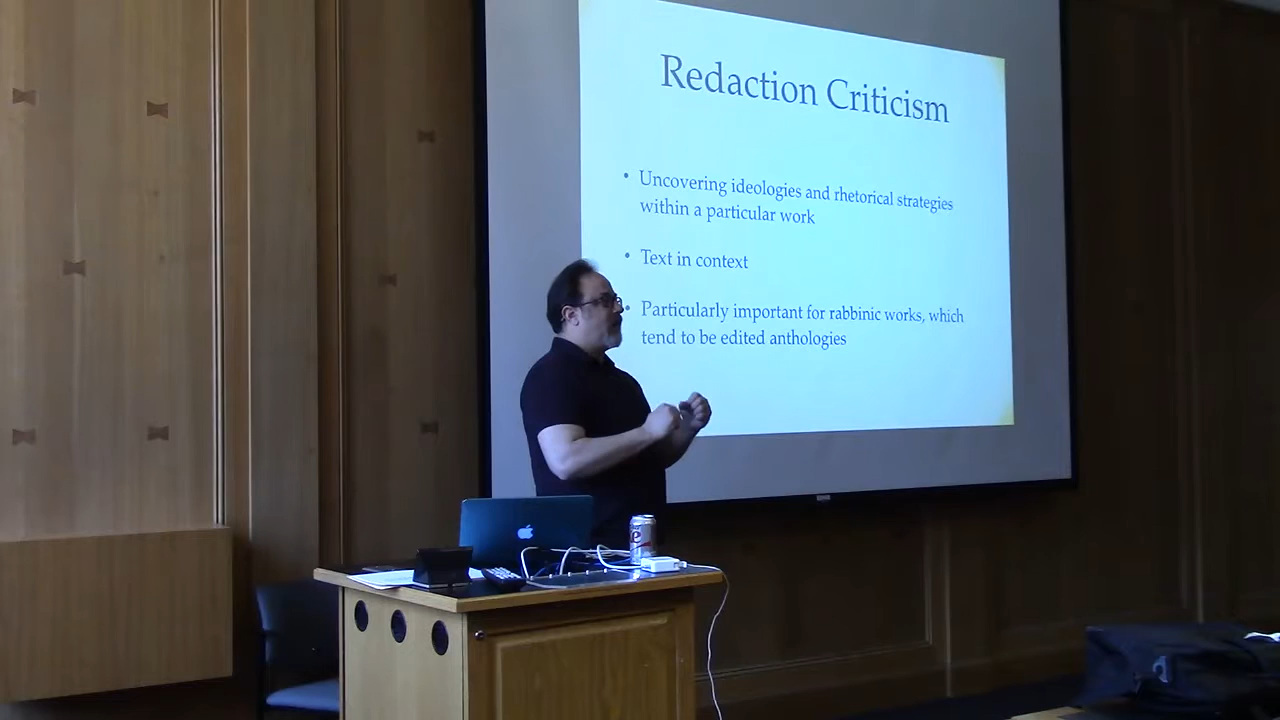 Redaction Criticism
• Uncovering ideologies and rhetorical strategies
within a particular work
• Text in context
• Particularly important for rabbinic works, which
tend to be edited anthologies